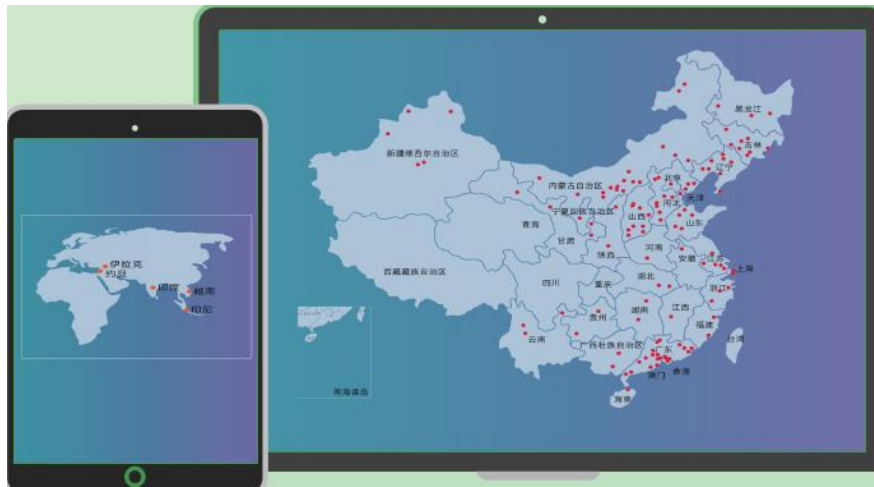 伊拉克
约旦
印度
越南
印尼
黑龙江
吉林
辽宁
新疆维吾尔自治区
内蒙古自治区
北京
天津
河北
宁夏回族自治区
山西
山东
青海
甘肃
陕西
河南
西藏藏族自治区
四川
重庆
湖北
安徽
江苏
上海
浙江
湖南
江西
贵州
福建
云南
广西壮族自治区
广东
台湾
澳门
香港
海南
南海诸岛